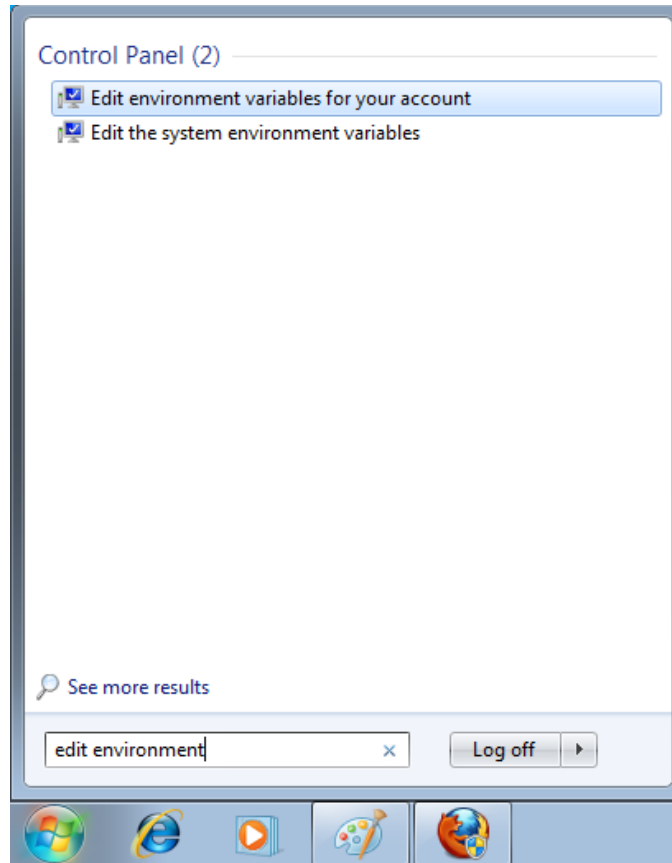 Control Panel (2)
Edit environment variables for your account
Edit the system environment variables
See more results
edit environment
Log off